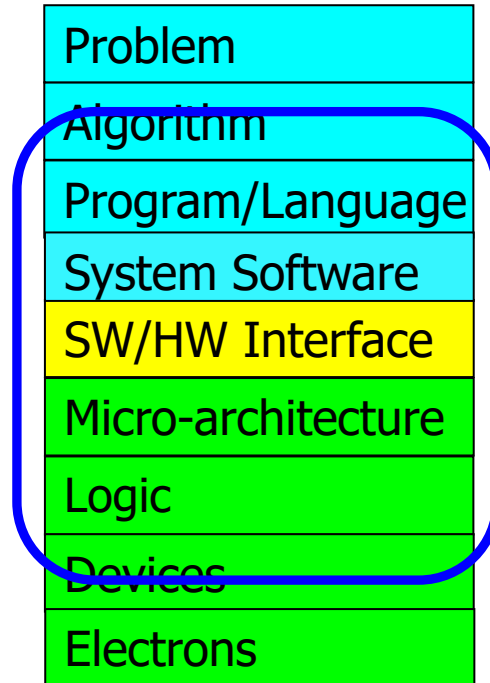 Problem
Algorithm
Program/Language
System Software
SW/HW Interface
Micro-architecture
Logic
Devices
Electrons